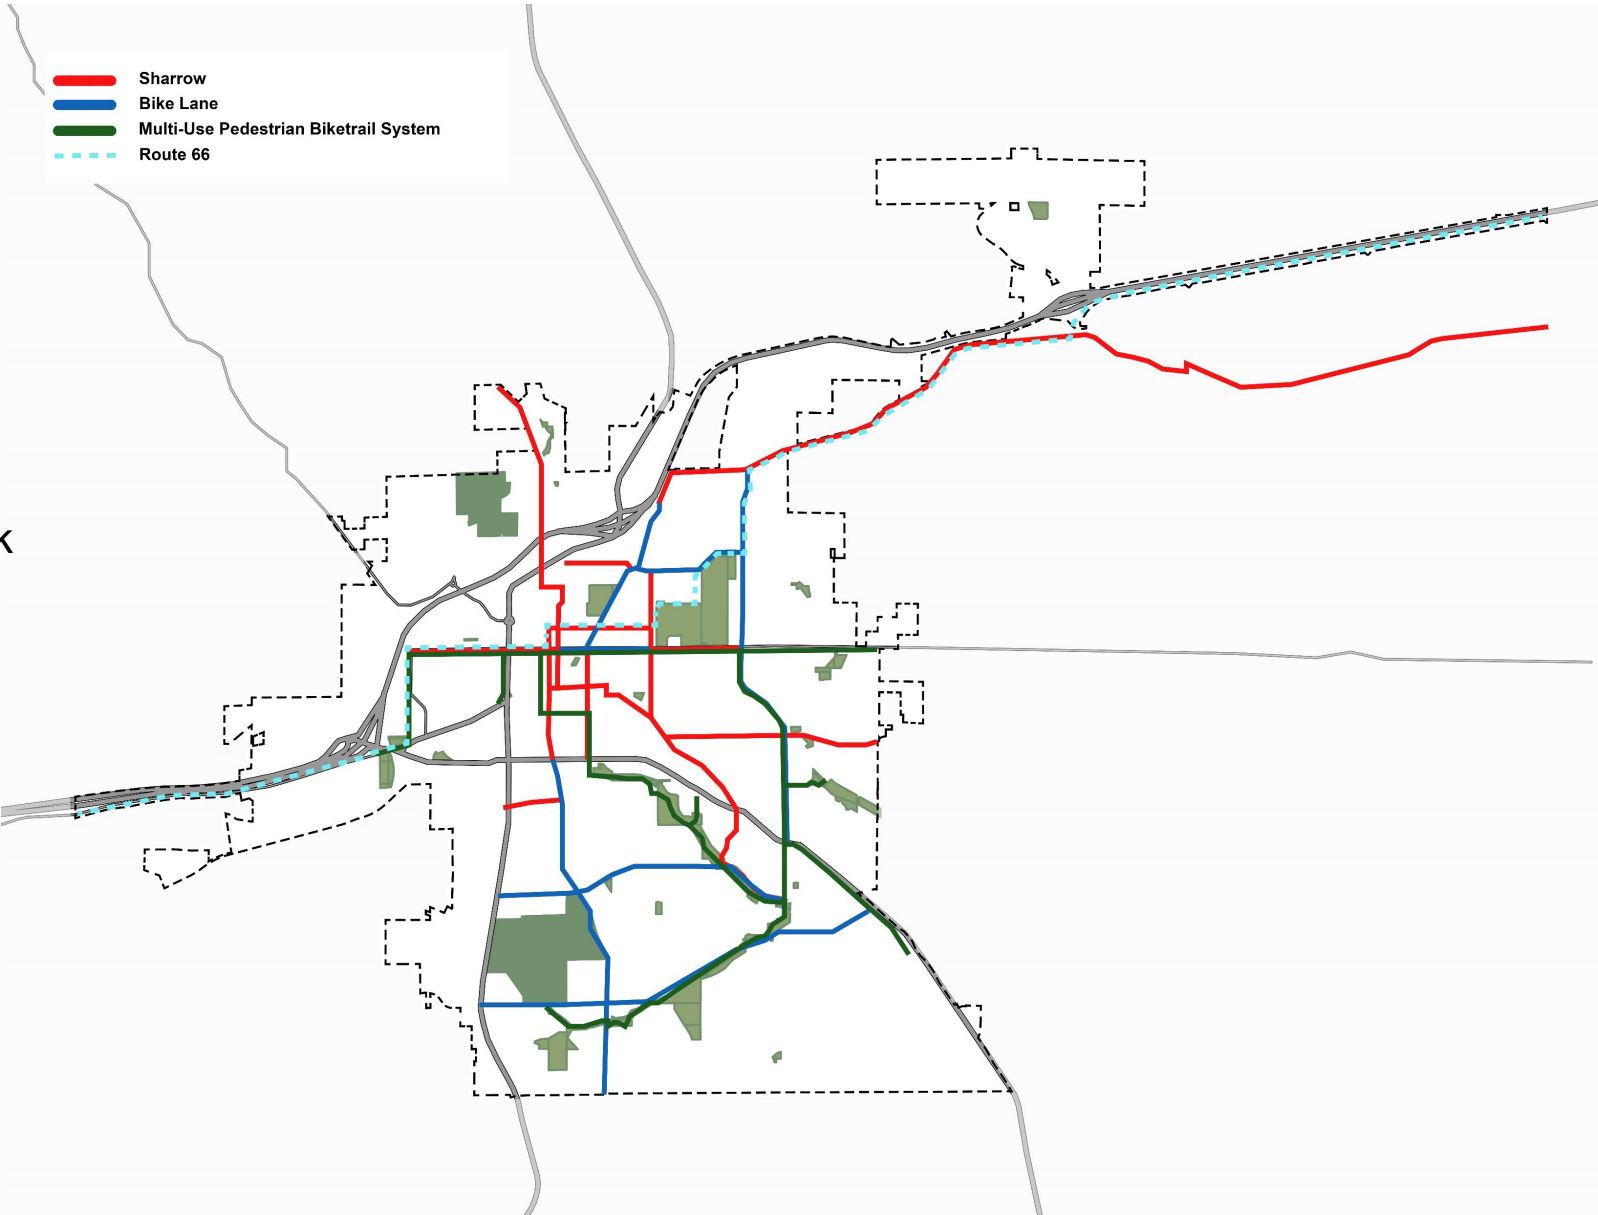 Sharrow
Bike Lane
Multi-Use Pedestrian Biketrail System
Route 66
k